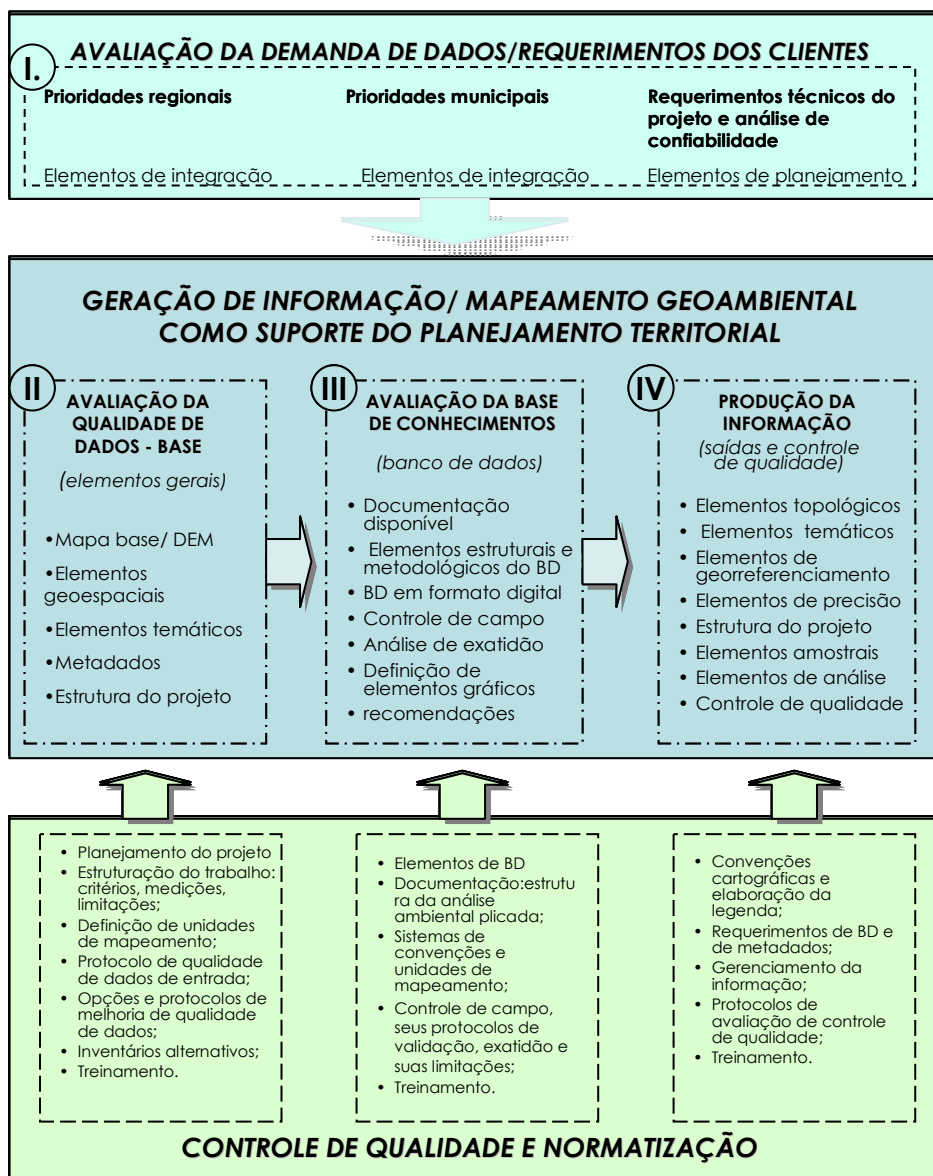 AVALIAÇÃO DA DEMANDA DE DADOS/REQUERIMENTOS DOS CLIENTES
I.
Prioridades regionais
Elementos de integração
Prioridades municipais
Elementos de integração
Requerimentos técnicos do
projeto e análise de
confiabilidade
Elementos de planejamento
GERAÇÃO DE INFORMAÇÃO/ MAPEAMENTO GEOAMBIENTAL
COMO SUPORTE DO PLANEJAMENTO TERRITORIAL
II
AVALIAÇÃO DA
QUALIDADE DE
DADOS - BASE
(elementos gerais)
•Mapa base/ DEM
•Elementos
geoespaciais
•Elementos temáticos
•Metadados
•Estrutura do projeto
III
AVALIAÇÃO DA BASE
DE CONHECIMENTOS
(banco de dados)
• Documentação
disponível
• Elementos estruturais e
metodológicos do BD
• BD em formato digital
• Controle de campo
• Análise de exatidão
• Definição de
elementos gráficos
• recomendações
IV
PRODUÇÃO DA
INFORMAÇÃO
(saídas e controle
de qualidade)
• Elementos topológicos
• Elementos temáticos
• Elementos de
georreferenciamento
• Elementos de precisão
• Estrutura do projeto
• Elementos amostrais
• Elementos de análise
• Controle de qualidade
• Planejamento do projeto
• Estruturação do trabalho:
critérios, medições,
limitações;
• Definição de unidades
de mapeamento;
• Protocolo de qualidade
de dados de entrada;
• Opções e protocolos de
melhoria de qualidade
de dados;
• Inventários alternativos;
• Treinamento.
• Elementos de BD
• Documentação:estrutu
ra da análise
ambiental plicada;
• Sistemas de
convenções e
unidades de
mapeamento;
• Controle de campo,
seus protocolos de
validação, exatidão e
suas limitações;
• Treinamento.
• Convenções
cartográficas e
elaboração da
legenda;
• Requerimentos de BD e
de metadados;
• Gerenciamento da
informação;
• Protocolos de
avaliação de controle
de qualidade;
• Treinamento.
CONTROLE DE QUALIDADE E NORMATIZAÇÃO